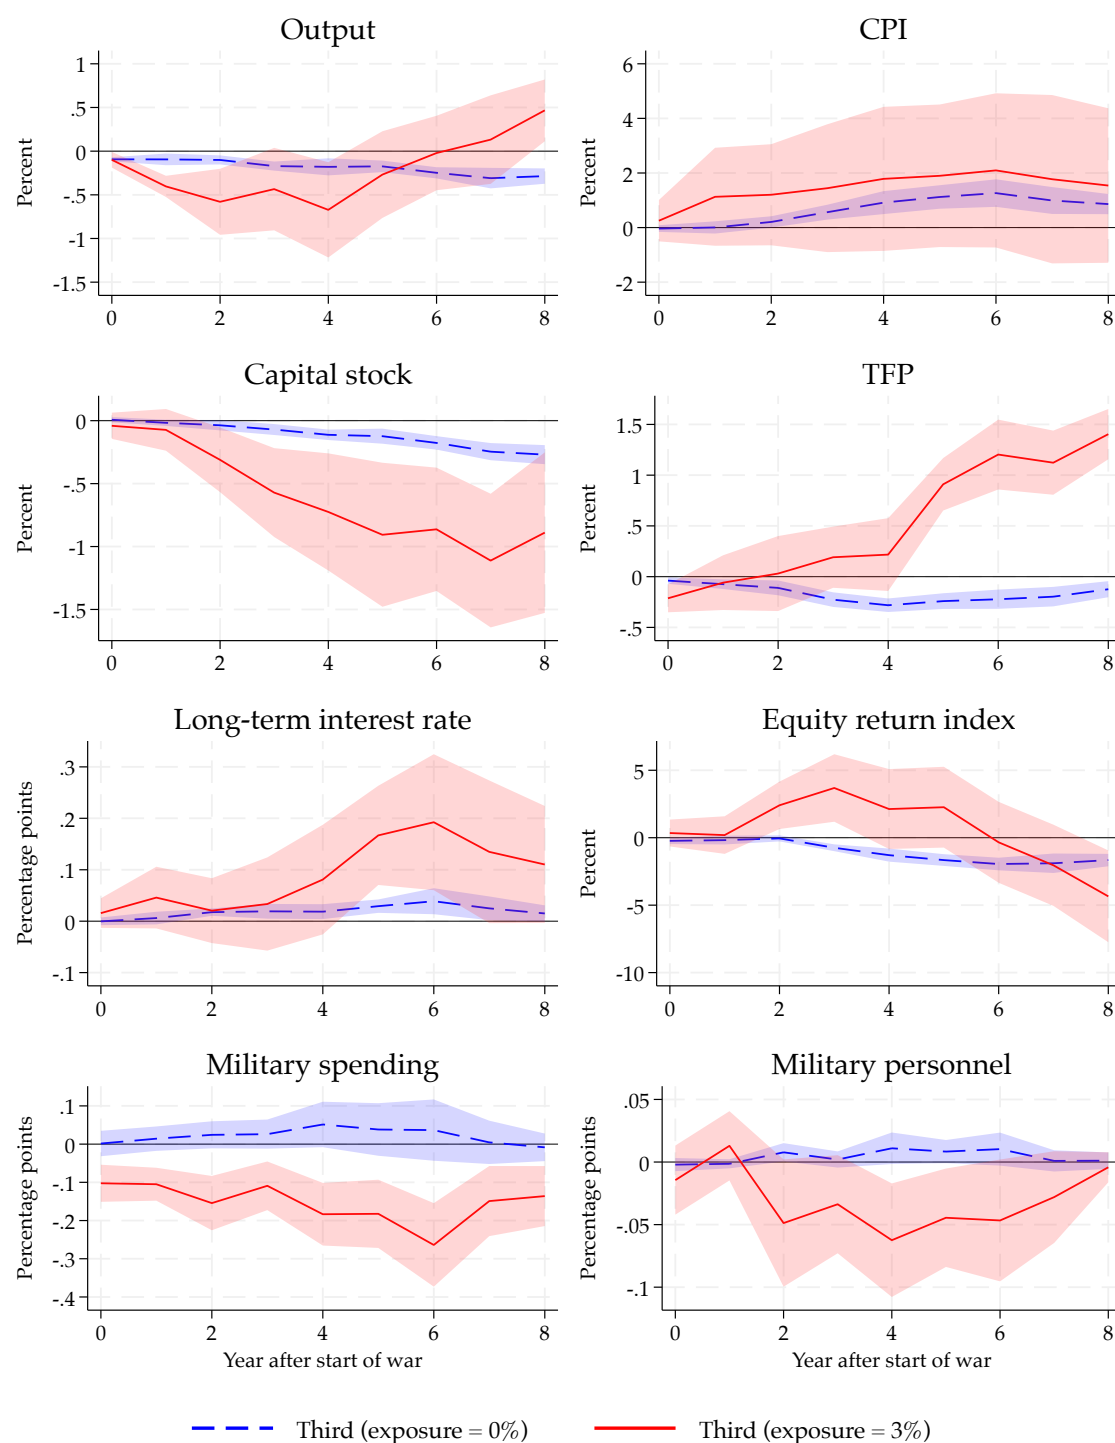 Output
Percent
1
.5
0
-.5
-1
-1.5
0 2 4 6 8
CPI
Percent
6
4
2
0
-2
0 2 4 6 8
Capital stock
Percent
0
-.5
-1
-1.5
0 2 4 6 8
TFP
Percent
1.5
1
.5
0
-.5
0 2 4 6 8
Long-term interest rate
Percentage points
.3
.2
.1
0
-.1
0 2 4 6 8
Equity return index
Percent
5
0
-5
-10
0 2 4 6 8
Military spending
Percentage points
.1
0
-.1
-.2
-.3
-.4
0 2 4 6 8
Year after start of war
Military personnel
Percentage points
.05
0
-.05
-.1
0 2 4 6 8
Year after start of war
Third (exposure = 0%) Third (exposure = 3%)